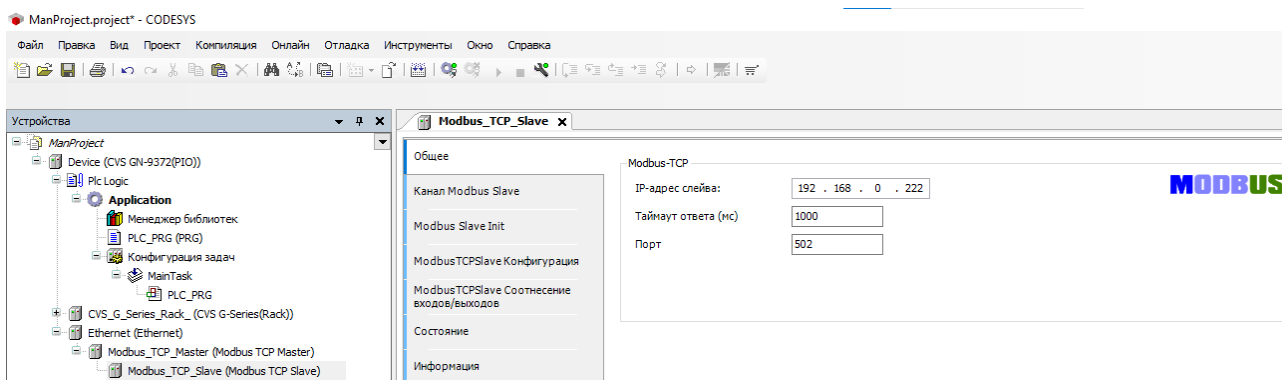 ManProject.project* - CODESYS
Файл Правка Вид Проект Компиляция Онлайн Отладка Инструменты Окно Справка
Устройства
ManProject
Device (CVS GN-9372(PIO))
Plc Logic
Application
Менеджер библиотек
PLC_PRG (PRG)
Конфигурация задач
MainTask
PLC_PRG
CVS_G_Series_Rack_ (CVS G-Series(Rack))
Ethernet (Ethernet)
Modbus_TCP_Master (Modbus TCP Master)
Modbus_TCP_Slave (Modbus TCP Slave)
Modbus_TCP_Slave
Общее
Канал Modbus Slave
Modbus Slave Init
ModbusTCPSlave Конфигурация
ModbusTCPSlave Соотнесение
входов/выходов
Состояние
Информация
Modbus-TCP
IP-адрес слейва: 192 . 168 . 0 . 222
Таймаут ответа (мс) 1000
Порт 502
MODBUS